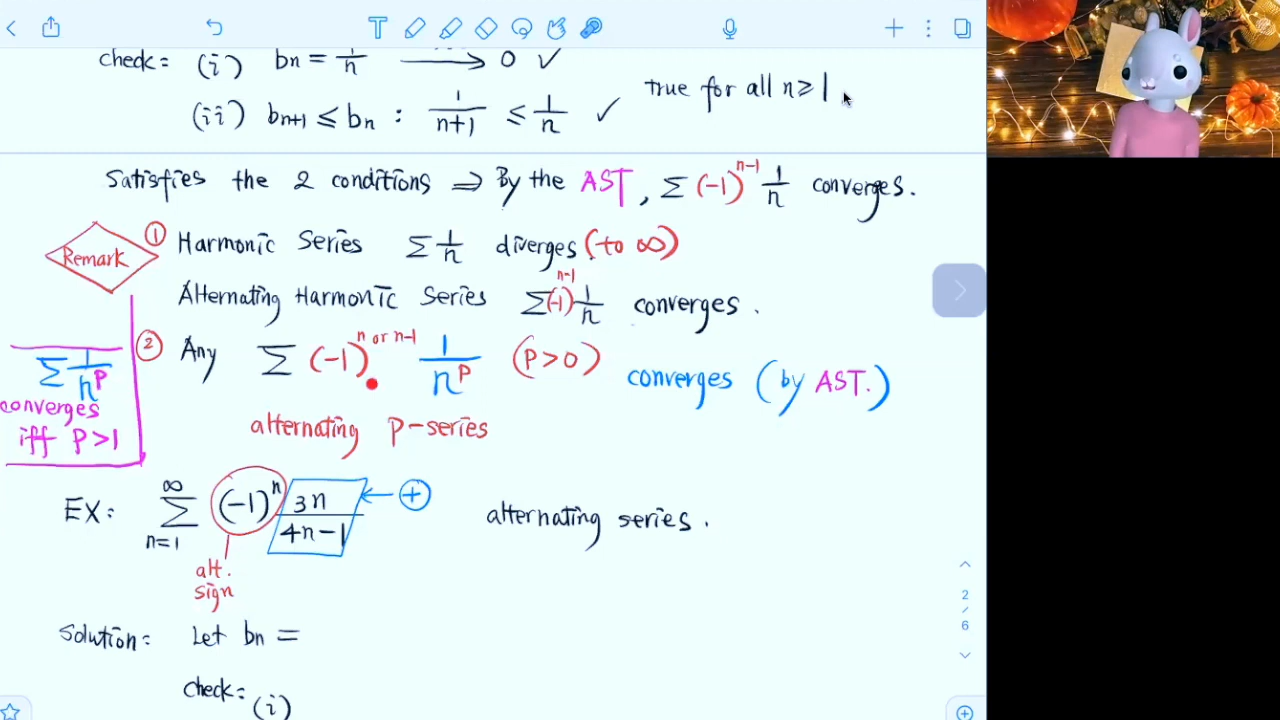 check: (i) bn = 1/n ⟶ 0 ✓
(ii) bn+1 ≤ bn : 1/(n+1) ≤ 1/n ✓ true for all n ≥ 1
Satisfies the 2 conditions ⇒ By the AST, Σ (-1)^(n-1) 1/n converges.
Remark
① Harmonic Series Σ 1/n diverges (to ∞)
Alternating Harmonic Series Σ (-1)^(n-1) 1/n converges.
② Any Σ (-1)^(n or n-1) 1/n^p (p>0) converges (by AST.)
alternating p-series
Σ 1/n^p
converges
iff p>1
EX: Σ_(n=1)^∞ (-1)^n 3n/(4n-1) ← ⊕ alternating series.
alt.
sign
Solution: Let bn =
check: (i)
2
/
6